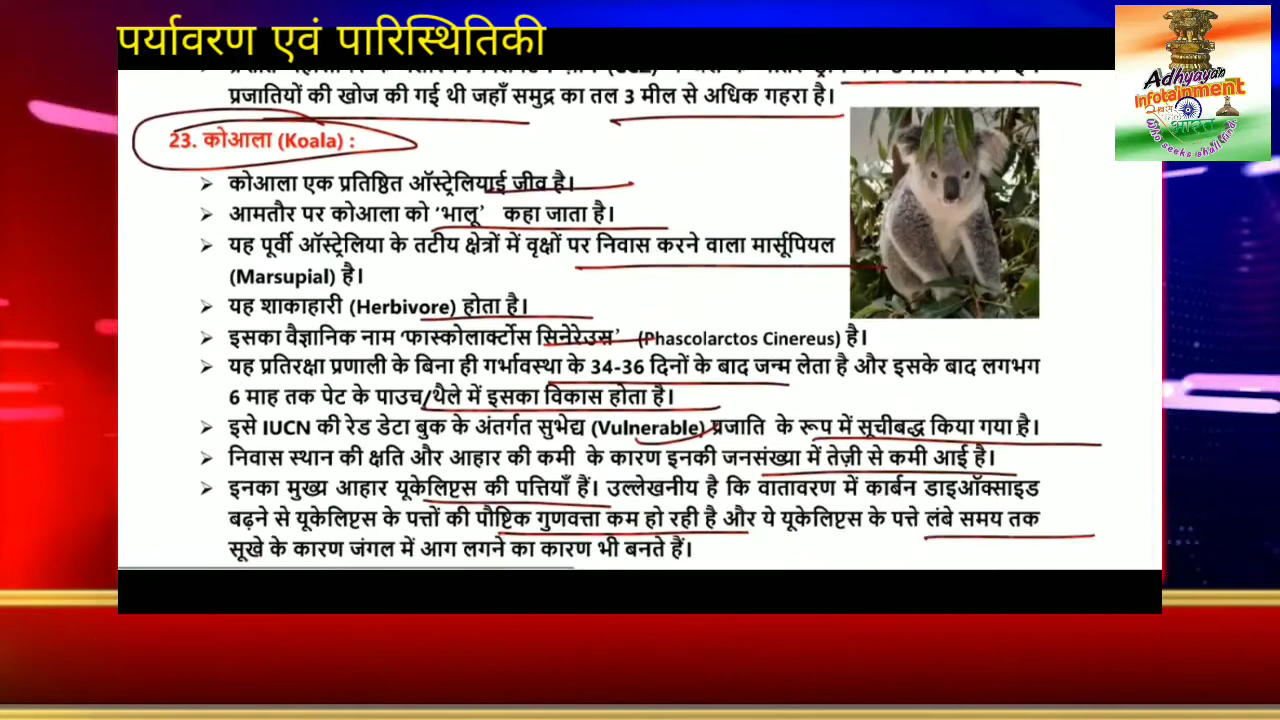 पर्यावरण एवं पारिस्थितिकी
प्रजातियों की खोज की गई थी जहाँ समुद्र का तल 3 मील से अधिक गहरा है।
23. कोआला (Koala) :
➢ कोआला एक प्रतिष्ठित ऑस्ट्रेलियाई जीव है।
➢ आमतौर पर कोआला को ‘भालू’ कहा जाता है।
➢ यह पूर्वी ऑस्ट्रेलिया के तटीय क्षेत्रों में वृक्षों पर निवास करने वाला मार्सूपियल
(Marsupial) है।
➢ यह शाकाहारी (Herbivore) होता है।
➢ इसका वैज्ञानिक नाम ‘फास्कोलार्क्टोस सिनेरेउस’ (Phascolarctos Cinereus) है।
➢ यह प्रतिरक्षा प्रणाली के बिना ही गर्भावस्था के 34-36 दिनों के बाद जन्म लेता है और इसके बाद लगभग
6 माह तक पेट के पाउच/थैले में इसका विकास होता है।
➢ इसे IUCN की रेड डेटा बुक के अंतर्गत सुभेद्य (Vulnerable) प्रजाति के रूप में सूचीबद्ध किया गया है।
➢ निवास स्थान की क्षति और आहार की कमी के कारण इनकी जनसंख्या में तेज़ी से कमी आई है।
➢ इनका मुख्य आहार यूकेलिप्टस की पत्तियाँ हैं। उल्लेखनीय है कि वातावरण में कार्बन डाइऑक्साइड
बढ़ने से यूकेलिप्टस के पत्तों की पौष्टिक गुणवत्ता कम हो रही है और ये यूकेलिप्टस के पत्ते लंबे समय तक
सूखे के कारण जंगल में आग लगने का कारण भी बनते हैं।
Adhyayan
Infotainment
भारत
Who seeks shall find